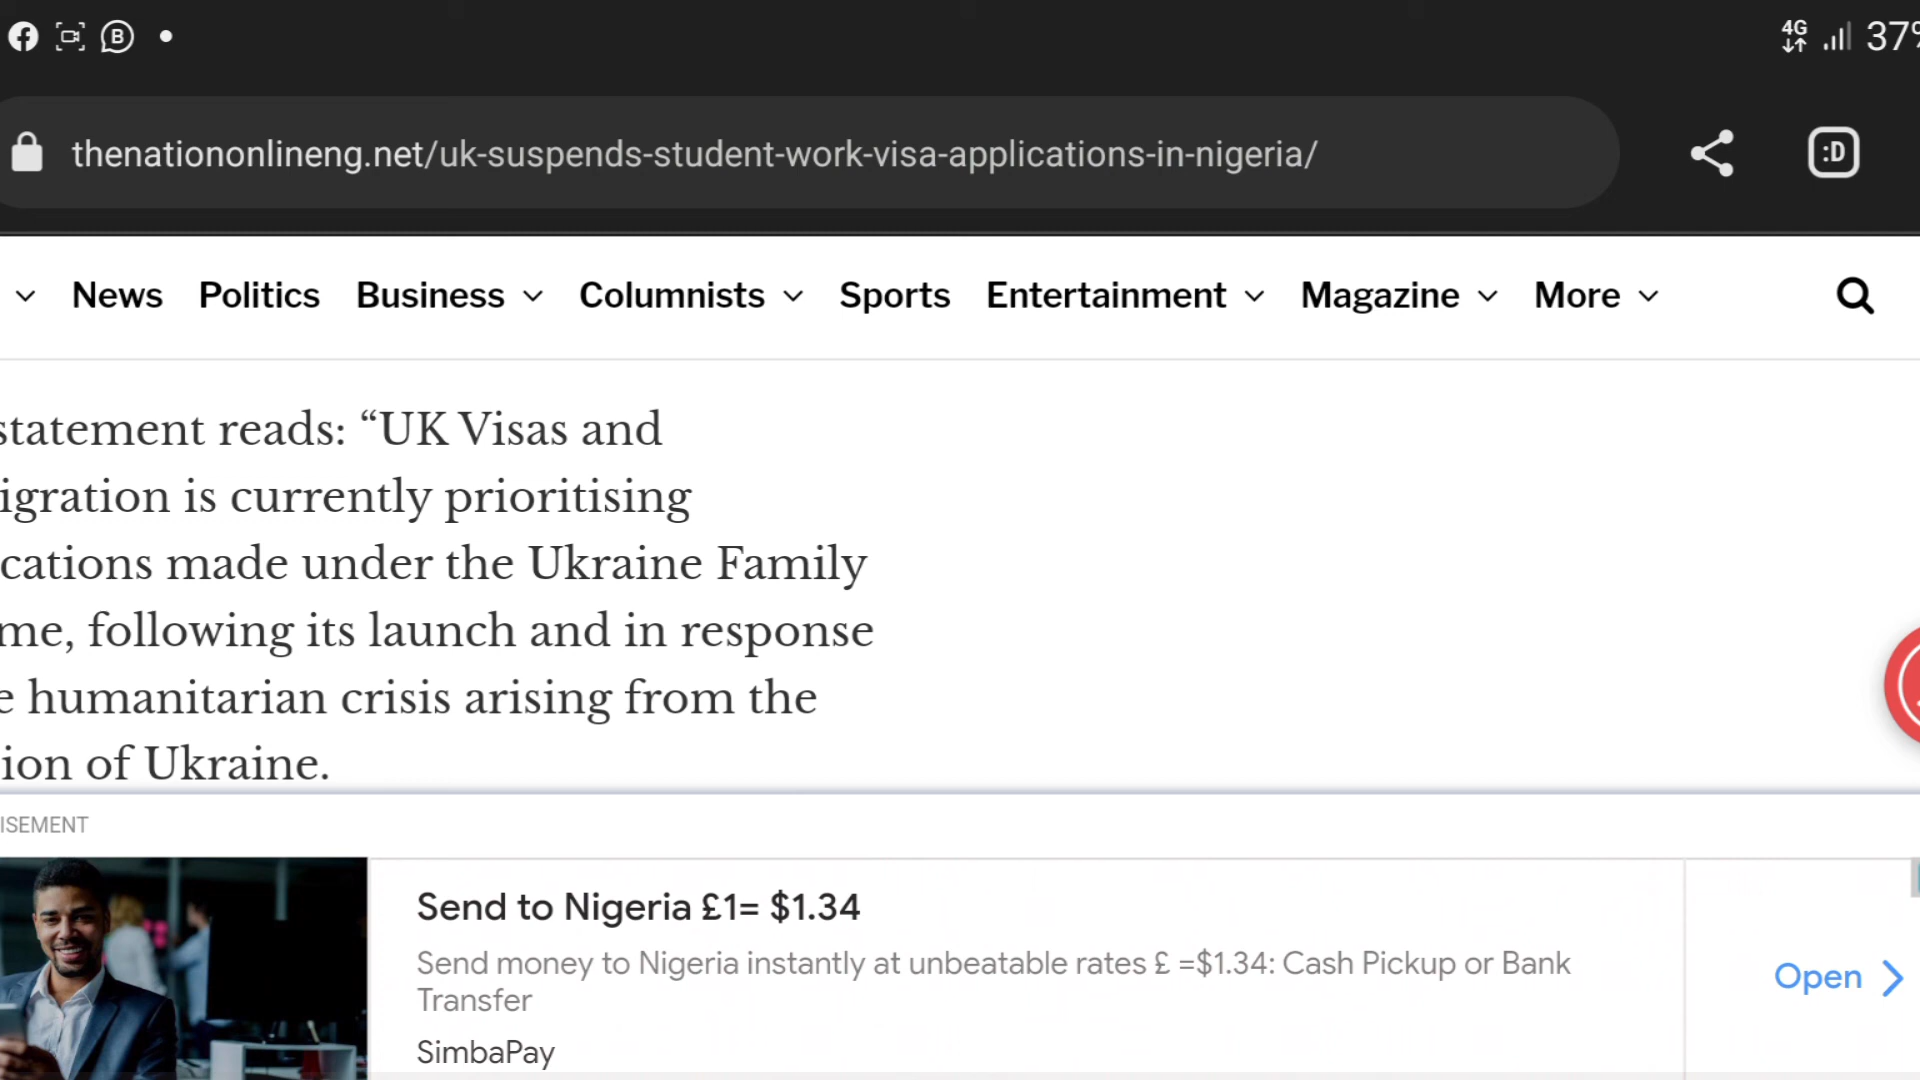 4G 37%
thenationonlineng.net/uk-suspends-student-work-visa-applications-in-nigeria/
:D
News Politics Business Columnists Sports Entertainment Magazine More
statement reads: “UK Visas and
igration is currently prioritising
cations made under the Ukraine Family
me, following its launch and in response
e humanitarian crisis arising from the
ion of Ukraine.
ISEMENT
Send to Nigeria £1= $1.34
Send money to Nigeria instantly at unbeatable rates £ =$1.34: Cash Pickup or Bank
Transfer
Open
SimbaPay